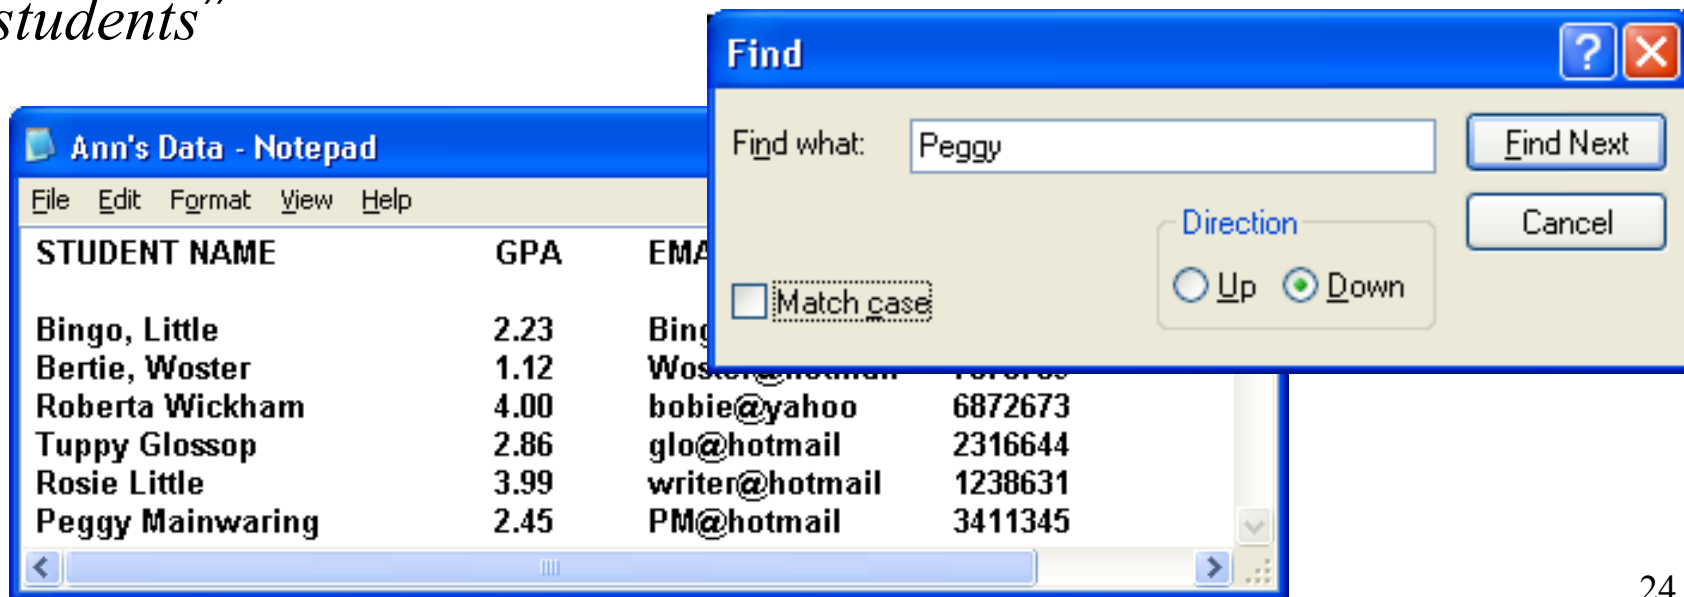 students"
Find
Ann's Data - Notepad
Find what: Peggy Find Next
File Edit Format View Help
Direction Cancel
STUDENT NAME GPA
Up Down
Match case
Bingo, Little 2.23
Bertie, Woster 1.12
Roberta Wickham 4.00 bobie@yahoo 6872673
Tuppy Glossop 2.86 glo@hotmail 2316644
Rosie Little 3.99 writer@hotmail 1238631
Peggy Mainwaring 2.45 PM@hotmail 3411345
24